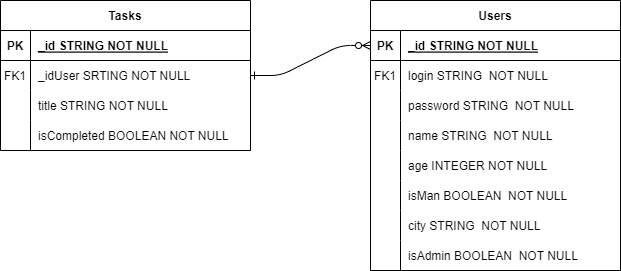 Tasks
PK _id STRING NOT NULL
FK1 _idUser SRTING NOT NULL
title STRING NOT NULL
isCompleted BOOLEAN NOT NULL
Users
PK _id STRING NOT NULL
FK1 login STRING  NOT NULL
password STRING  NOT NULL
name STRING  NOT NULL
age INTEGER NOT NULL
isMan BOOLEAN  NOT NULL
city STRING  NOT NULL
isAdmin BOOLEAN  NOT NULL